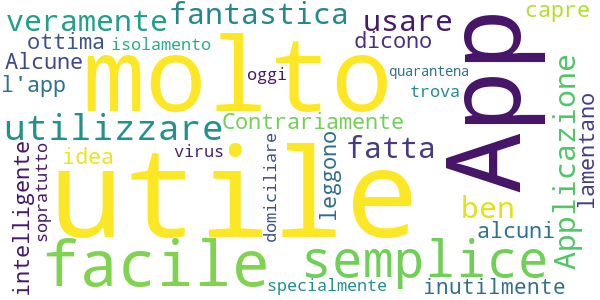 veramente fantastica usare capre
ottima isolamento dicono
Alcune molto oggi quarantena App
l'app trova
utilizzare Contrariamente
idea virus fatta
utile ben
intelligente sopratutto domiciliare leggono alcuni Applicazione lamentano
facile semplice
specialmente inutilmente